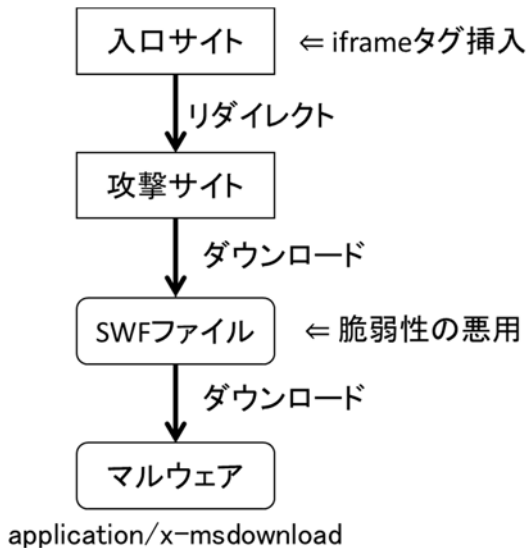 入口サイト ⇐ iframeタグ挿入
リダイレクト
攻撃サイト
ダウンロード
SWFファイル ⇐ 脆弱性の悪用
ダウンロード
マルウェア
application/x-msdownload